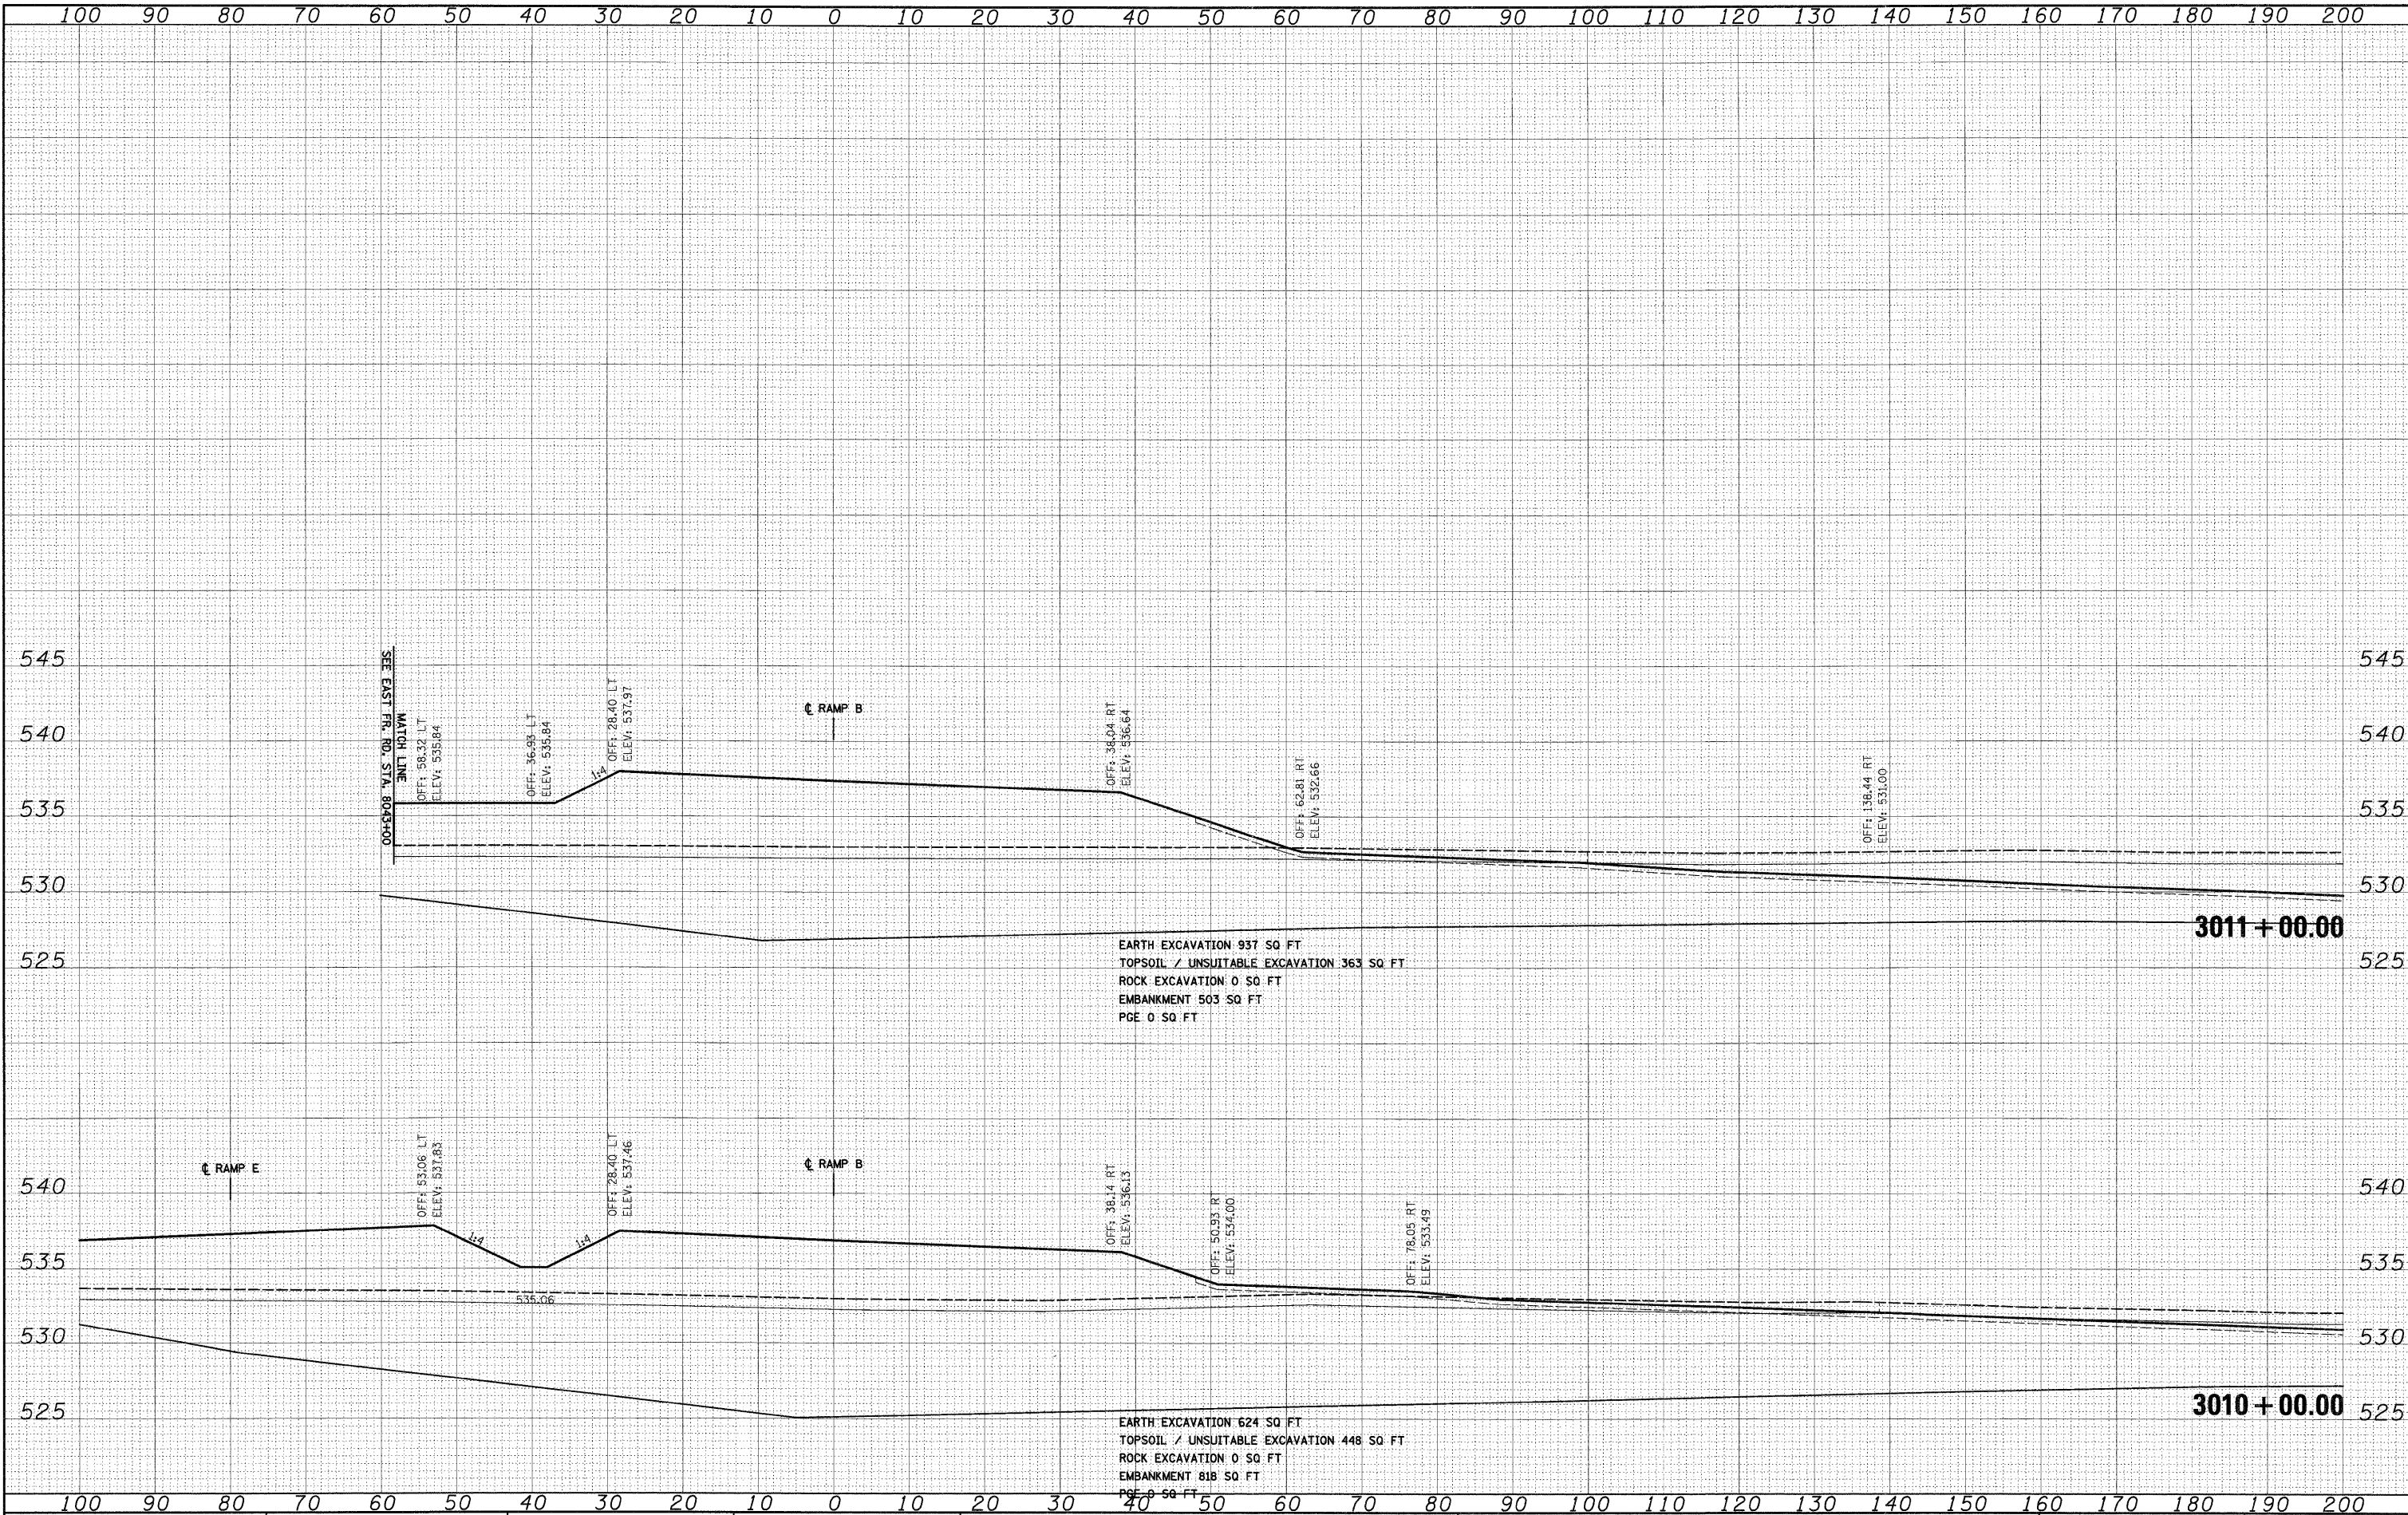 100 90 80 70 60 50 40 30 20 10 0 10 20 30 40 50 60 70 80 90 100 110 120 130 140 150 160 170 180 190 200
545 545
SEE EAST FR. RD. STA. 8043+00
MATCH LINE
OFF: 58.32 LT
ELEV: 535.84
OFF: 36.93 LT
ELEV: 535.84
OFF: 28.40 LT
ELEV: 537.97
1:4
℄ RAMP B
OFF: 38.04 RT
ELEV: 536.64
OFF: 62.81 RT
ELEV: 532.66
OFF: 138.44 RT
ELEV: 531.00
540 540
535 535
530 530
3011+00.00
525 525
EARTH EXCAVATION 937 SQ FT
TOPSOIL / UNSUITABLE EXCAVATION 363 SQ FT
ROCK EXCAVATION 0 SQ FT
EMBANKMENT 503 SQ FT
PGE 0 SQ FT
℄ RAMP E
OFF: 53.06 LT
ELEV: 537.83
1:4
1:4
OFF: 28.40 LT
ELEV: 537.46
℄ RAMP B
OFF: 38.14 RT
ELEV: 536.13
OFF: 50.93 RT
ELEV: 534.00
OFF: 78.05 RT
ELEV: 533.49
540 540
535 535
535.06
530 530
3010+00.00
525 525
EARTH EXCAVATION 624 SQ FT
TOPSOIL / UNSUITABLE EXCAVATION 448 SQ FT
ROCK EXCAVATION 0 SQ FT
EMBANKMENT 818 SQ FT
PGE 0 SQ FT
100 90 80 70 60 50 40 30 20 10 0 10 20 30 40 50 60 70 80 90 100 110 120 130 140 150 160 170 180 190 200